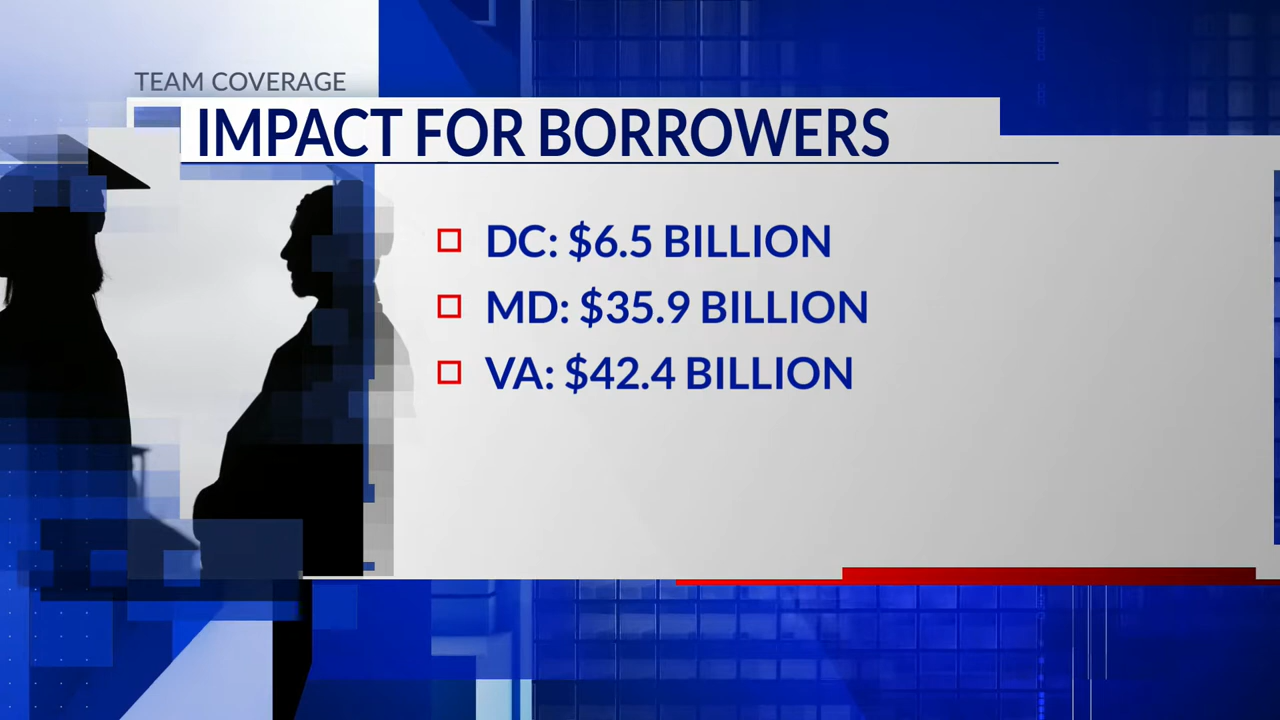 TEAM COVERAGE
IMPACT FOR BORROWERS
DC: $6.5 BILLION
MD: $35.9 BILLION
VA: $42.4 BILLION